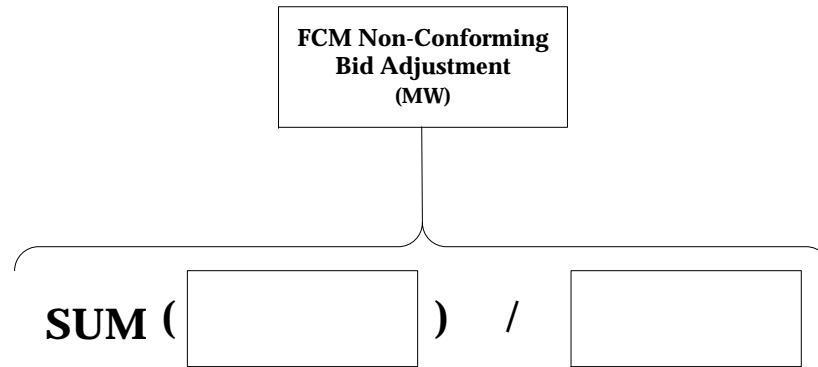 FCM Non-Conforming
Bid Adjustment
(MW)
SUM ( ) /